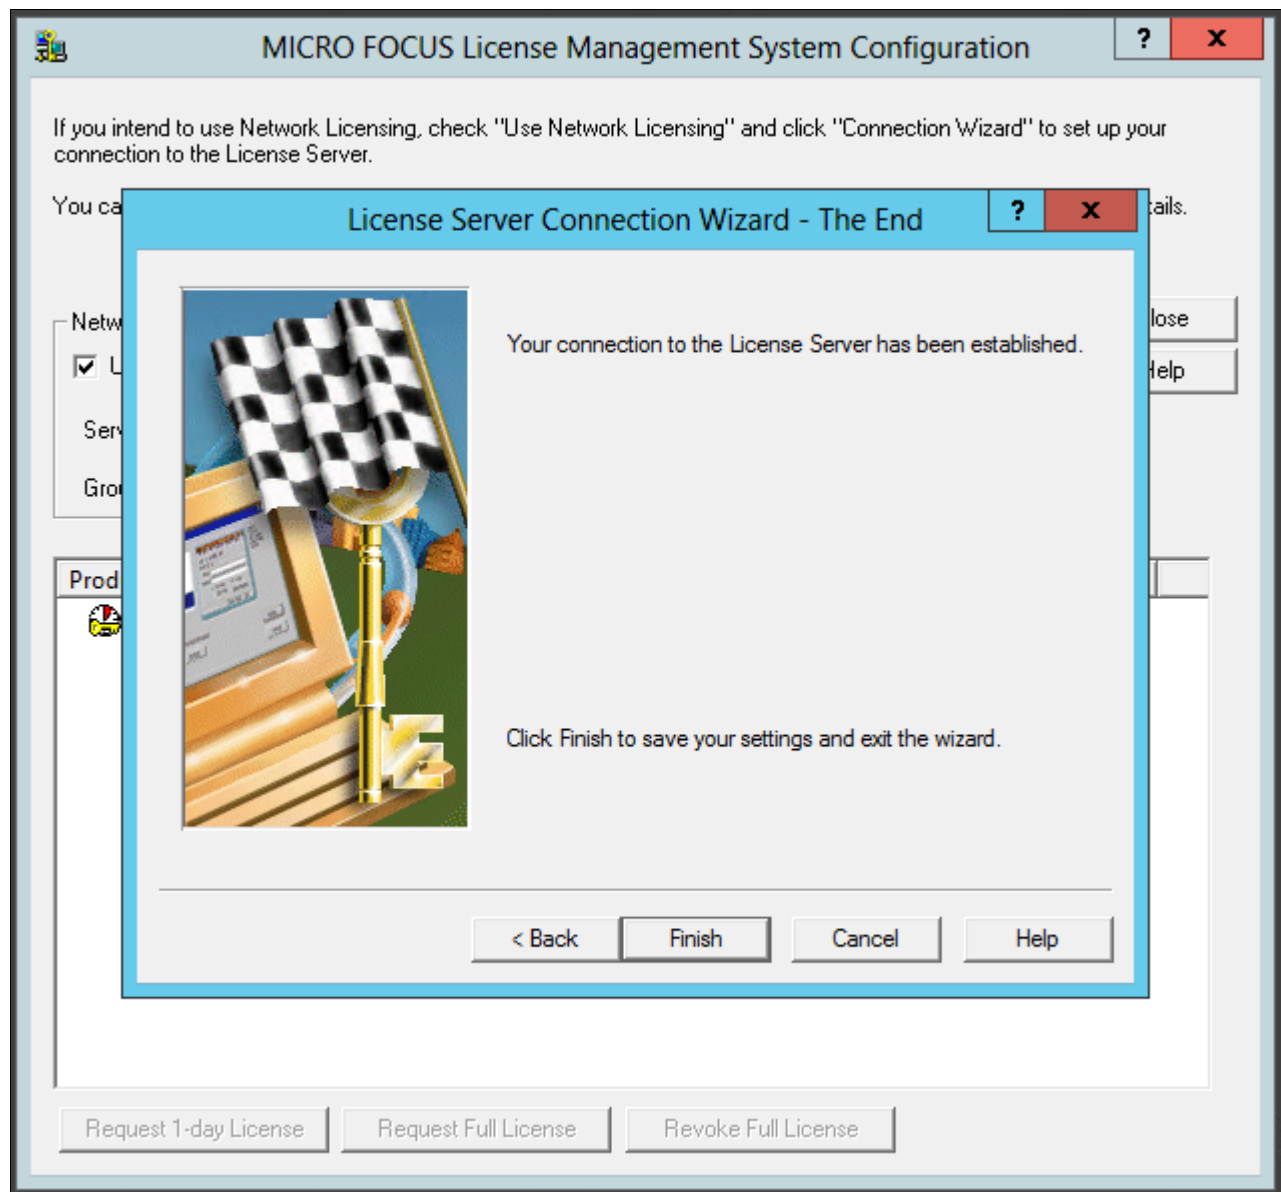 MICRO FOCUS License Management System Configuration
?
x
If you intend to use Network Licensing, check "Use Network Licensing" and click "Connection Wizard" to set up your
connection to the License Server.
You ca
License Server Connection Wizard - The End
?
x
Your connection to the License Server has been established.
Click Finish to save your settings and exit the wizard.
< Back
Finish
Cancel
Help
Request 1-day License
Request Full License
Revoke Full License